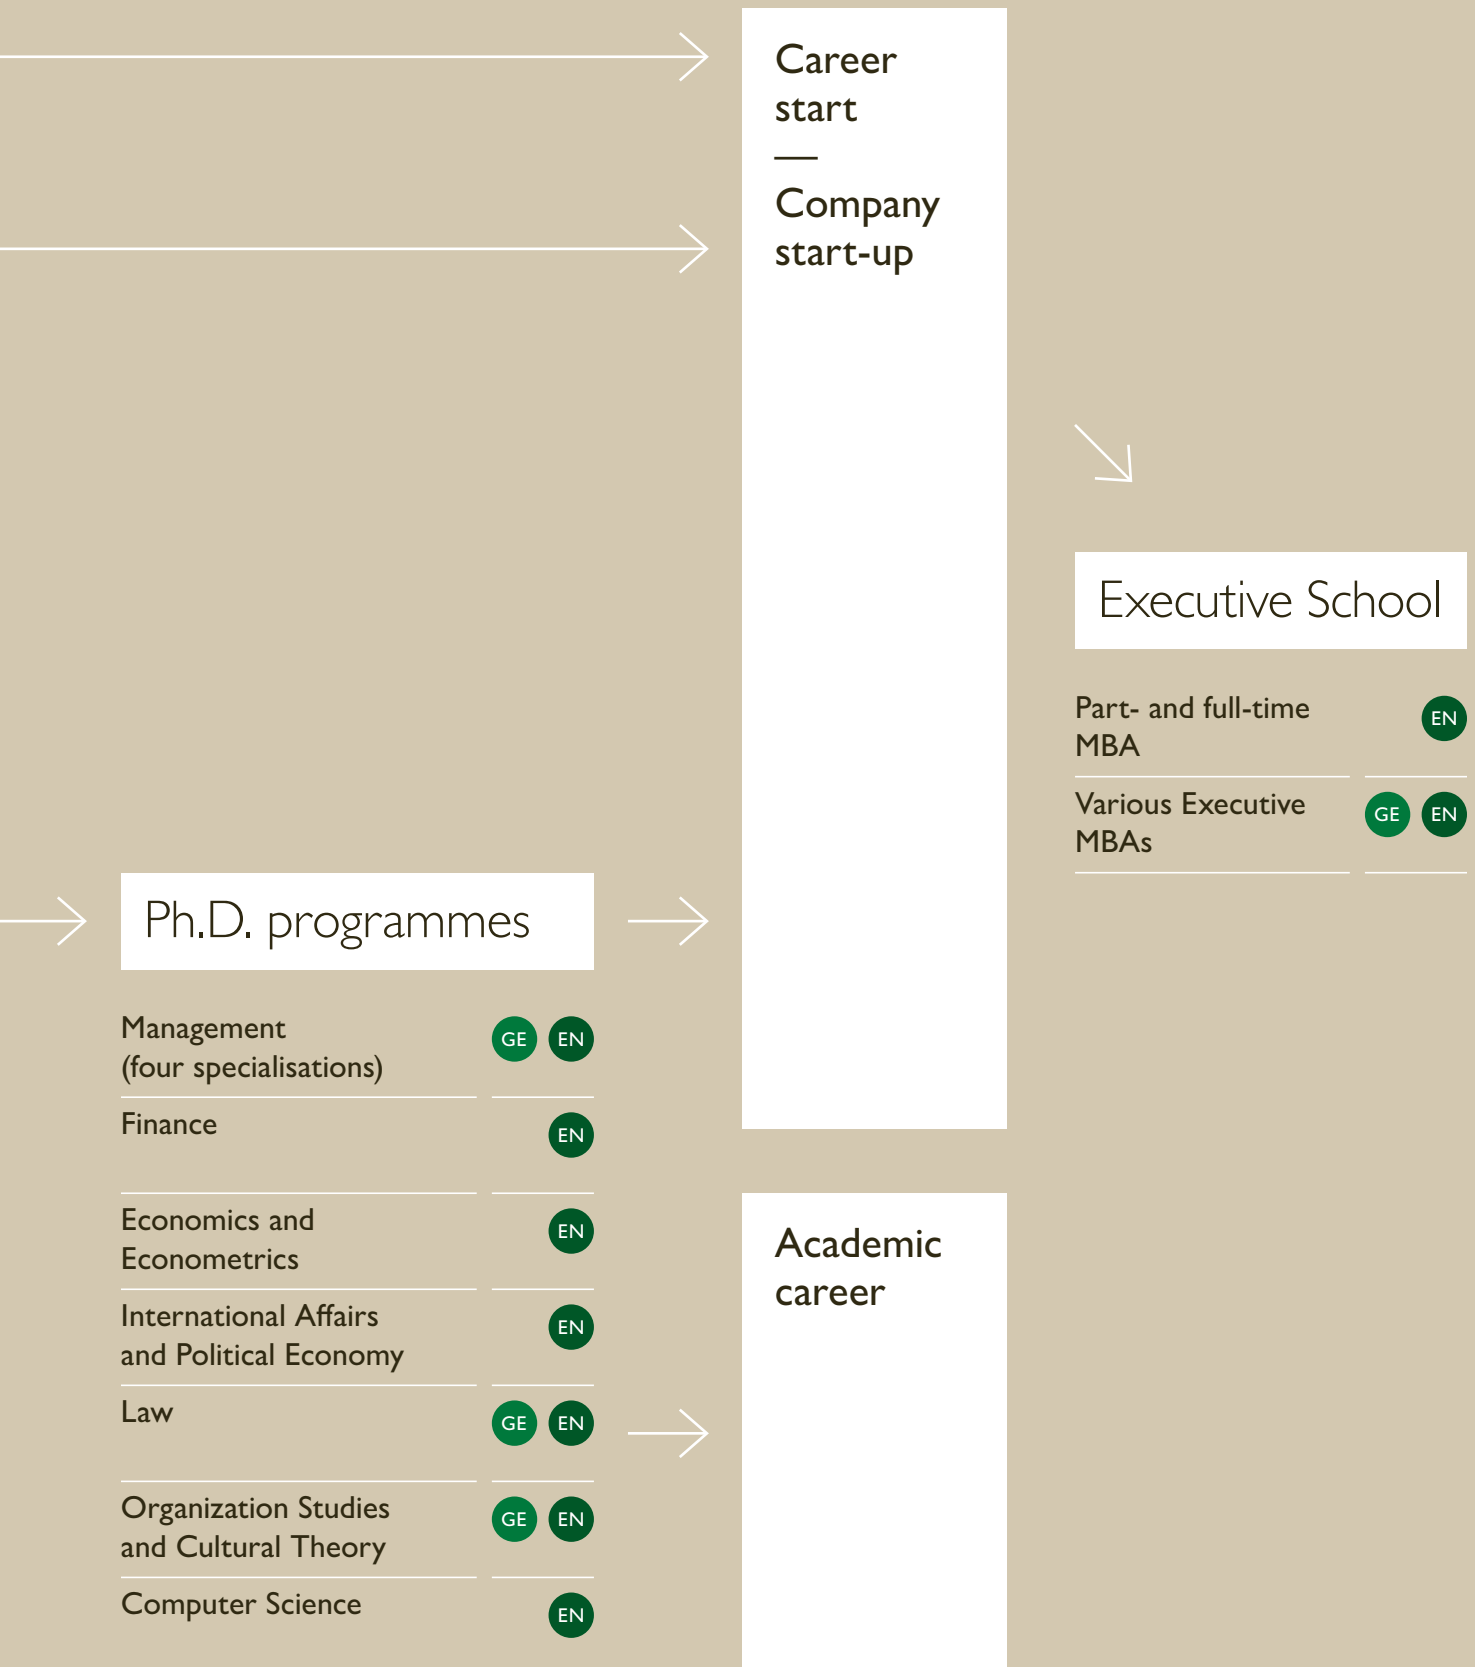 Career
start
—
Company
start-up
Executive School
Part- and full-time
MBA
EN
Various Executive
MBAs
GE EN
Ph.D. programmes
Management
(four specialisations)
GE EN
Finance
EN
Economics and
Econometrics
EN
International Affairs
and Political Economy
EN
Law
GE EN
Organization Studies
and Cultural Theory
GE EN
Computer Science
EN
Academic
career